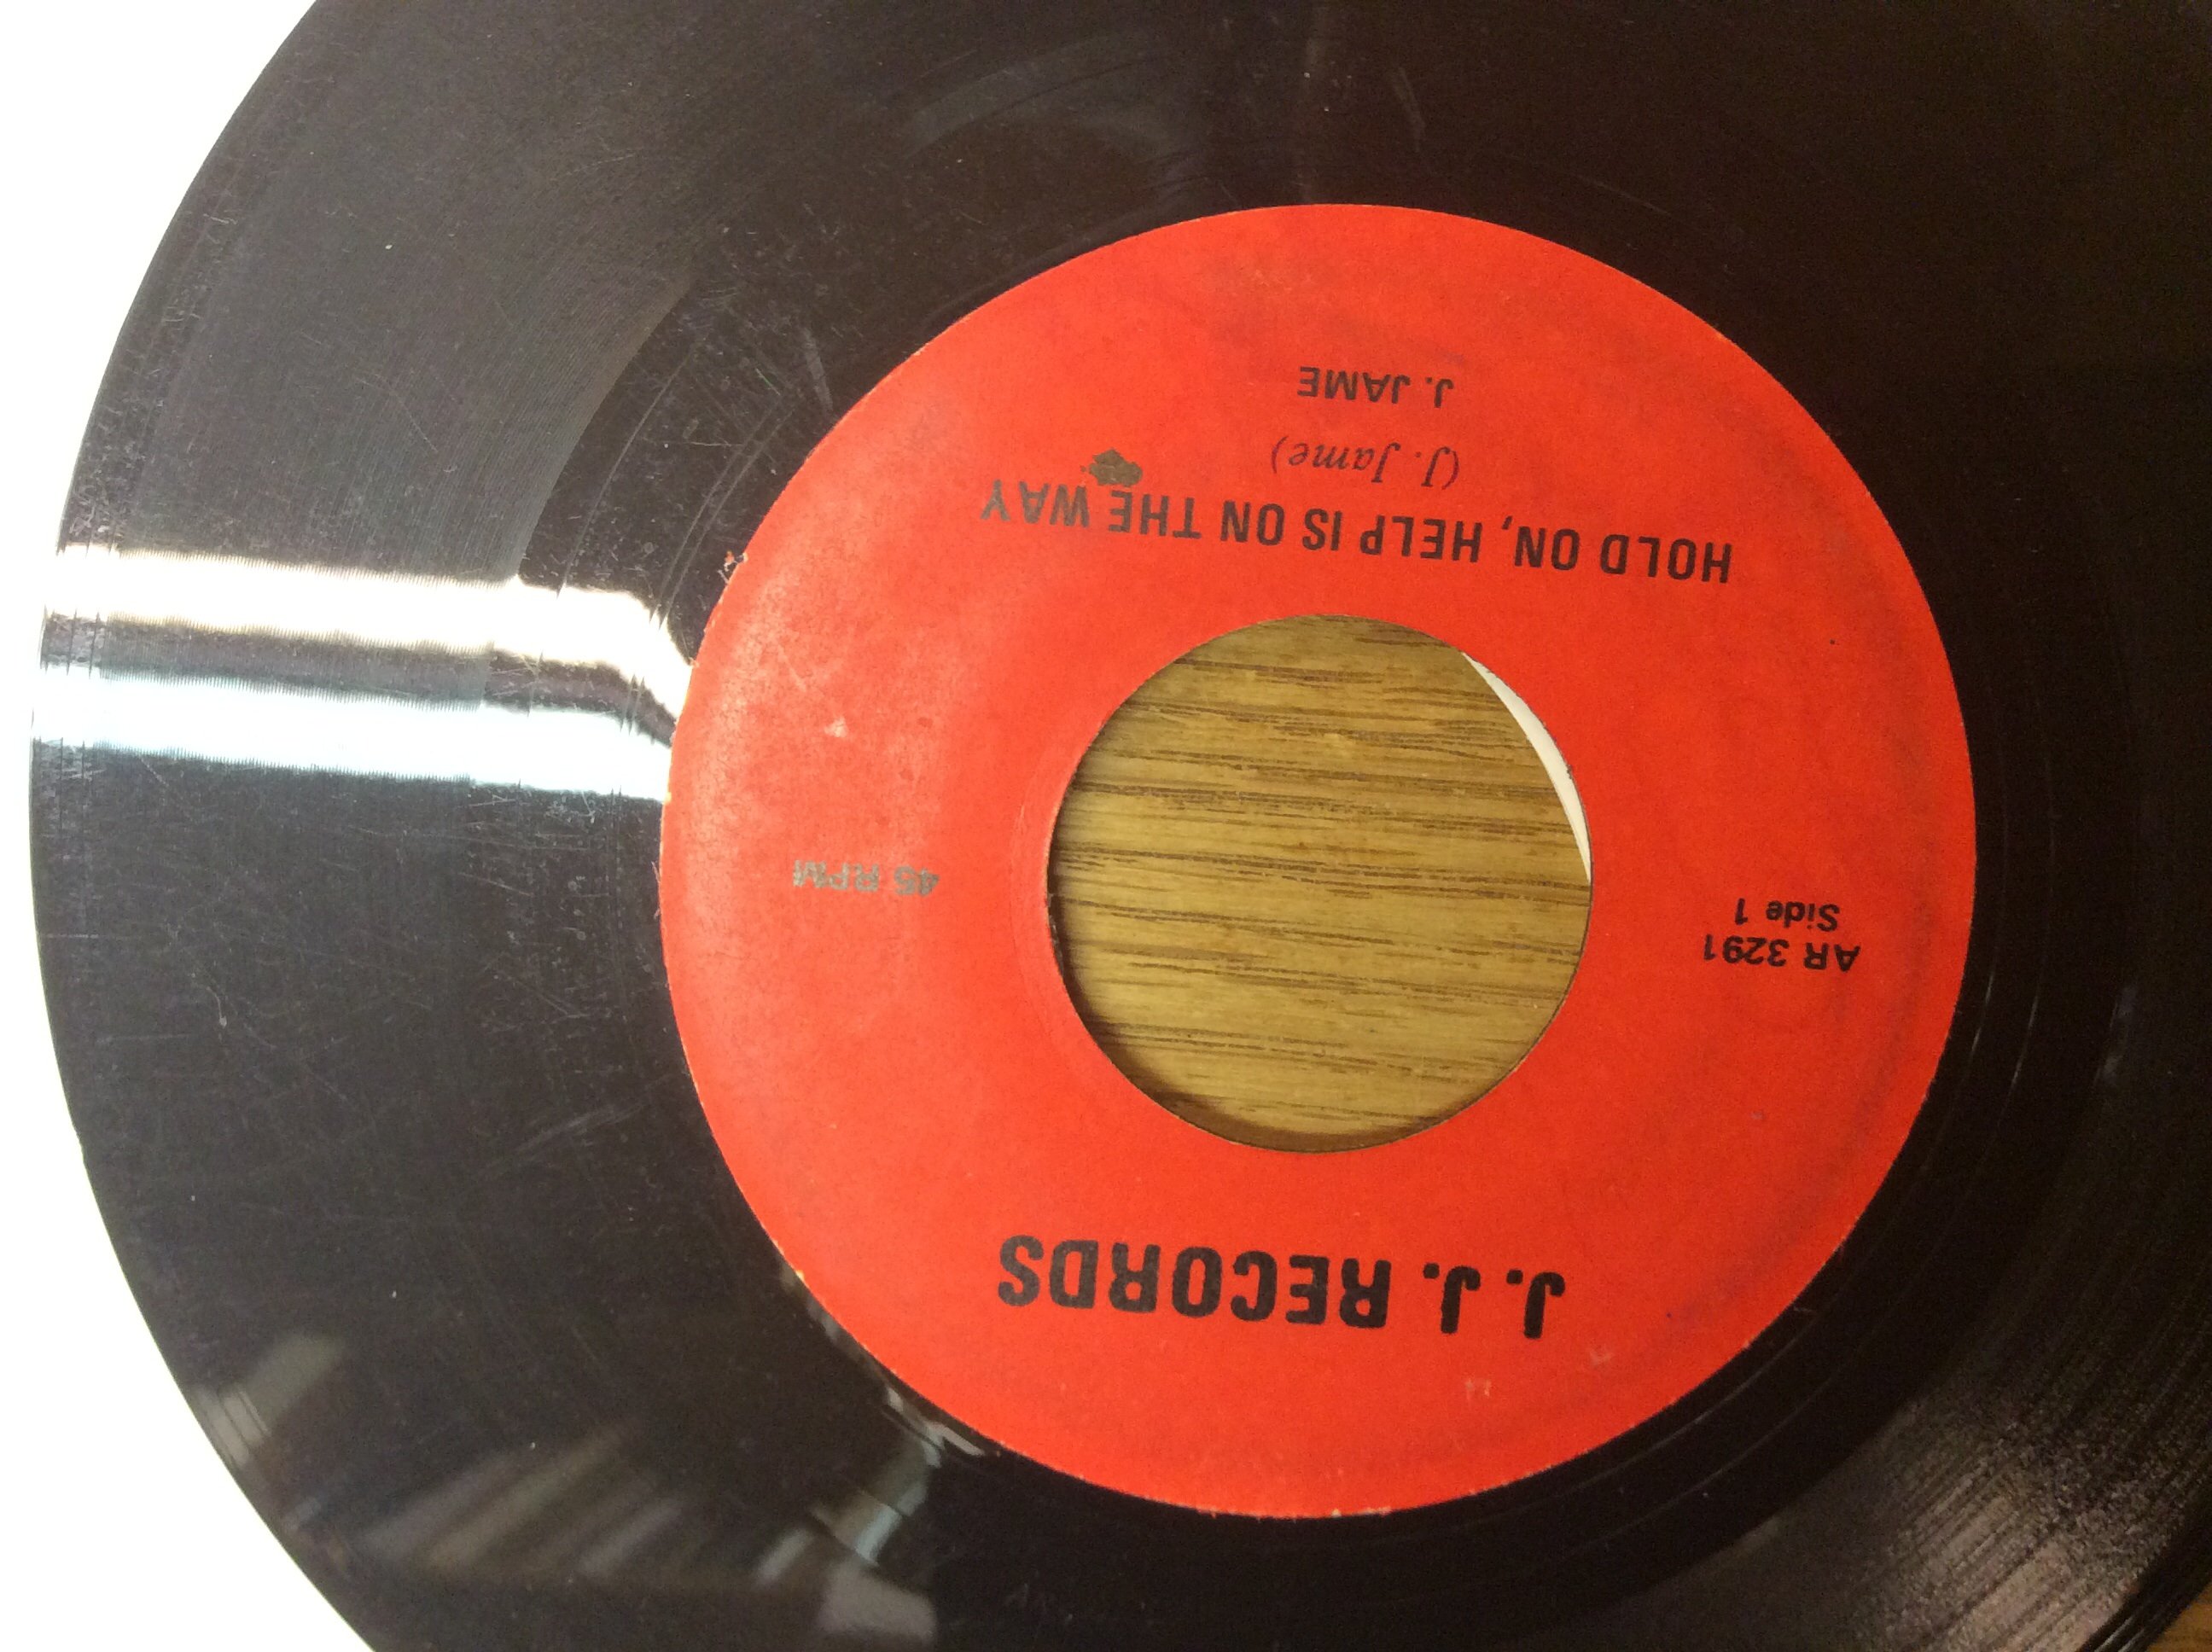 J.J. RECORDS
AR 3291
Side 1
45 RPM
HOLD ON, HELP IS ON THE WAY
(J. Jame)
J. JAME